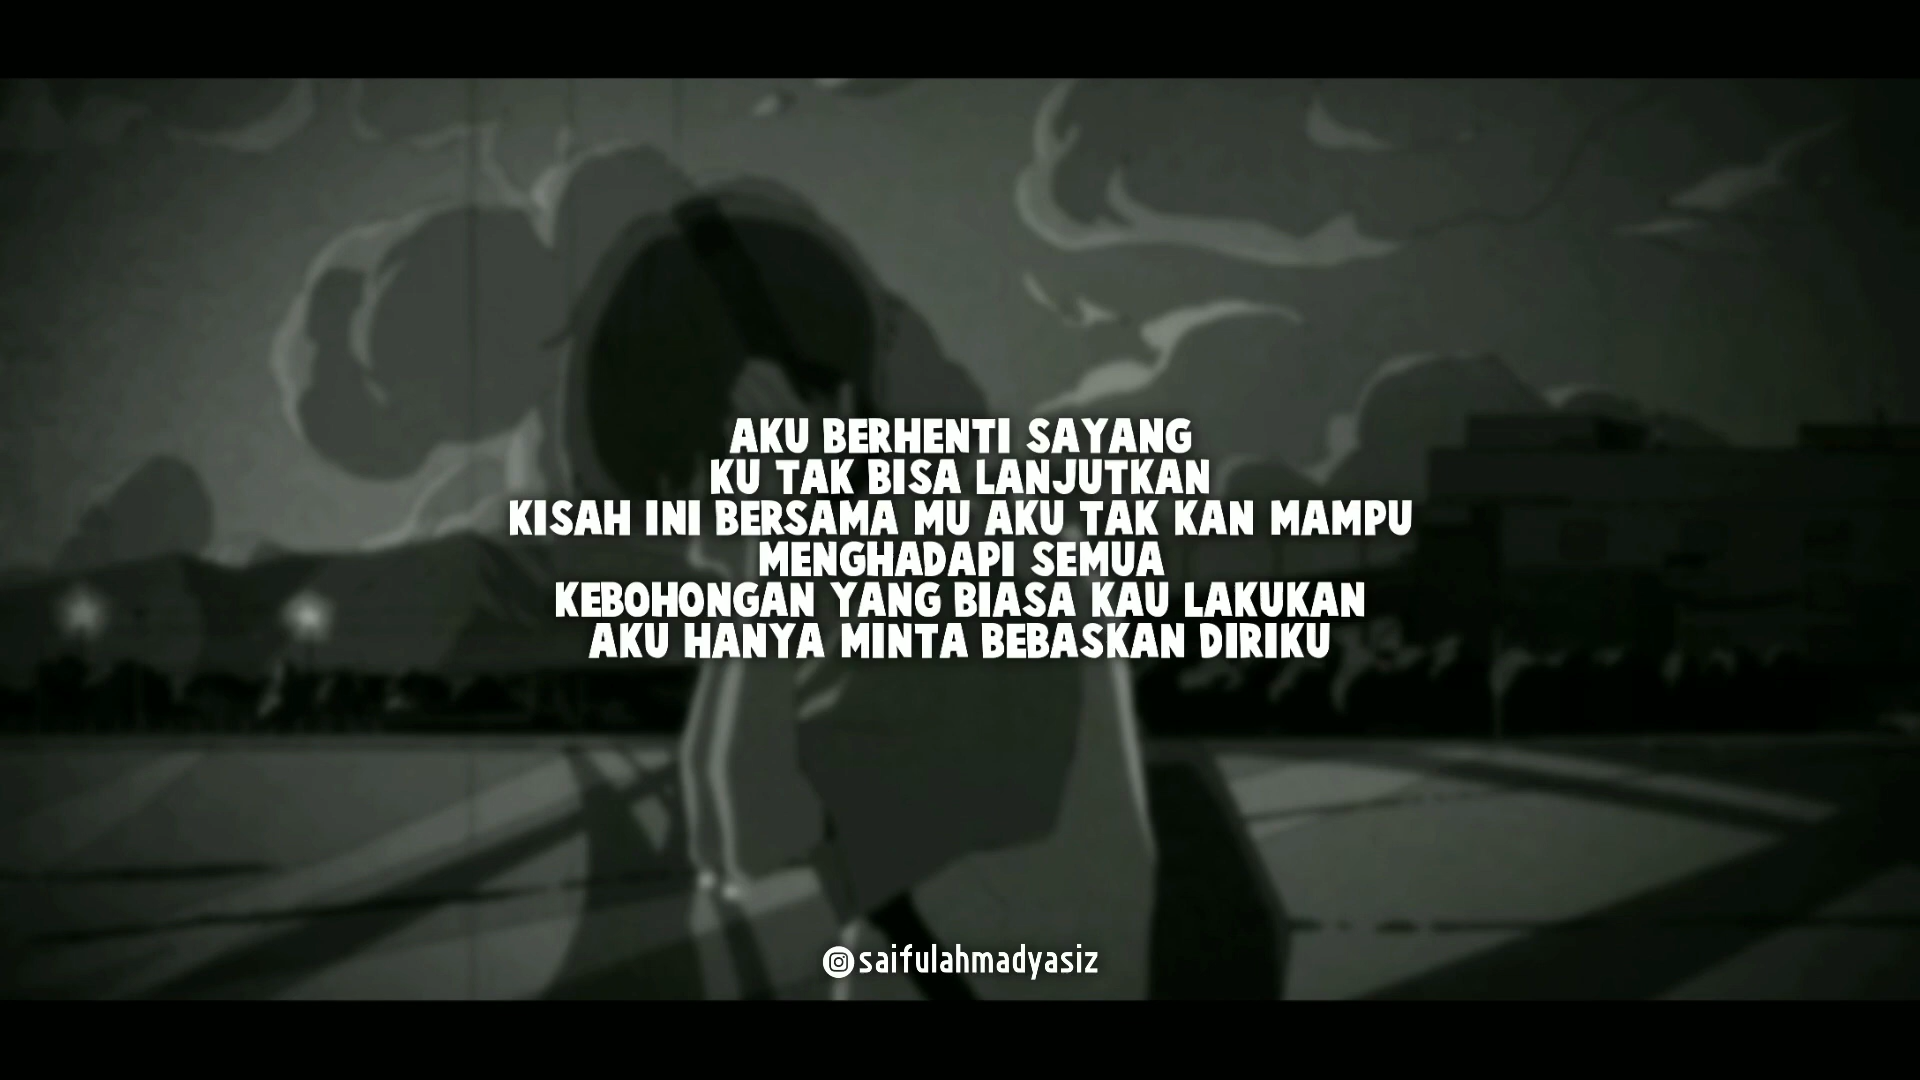 AKU BERHENTI SAYANG
KU TAK BISA LANJUTKAN
KISAH INI BERSAMA MU AKU TAK KAN MAMPU
MENGHADAPI SEMUA
KEBOHONGAN YANG BIASA KAU LAKUKAN
AKU HANYA MINTA BEBASKAN DIRIKU
saifulahmadyasiz